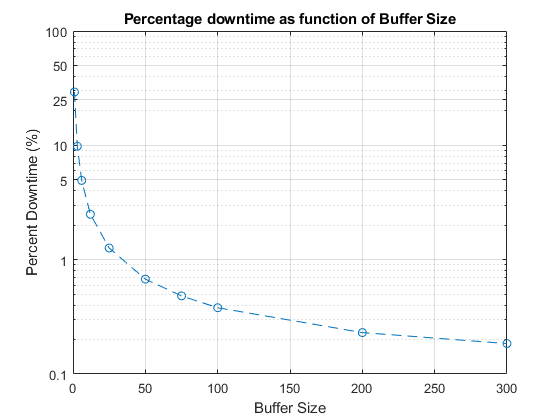 Percentage downtime as function of Buffer Size
Percent Downtime (%)
100
50
25
10
5
1
0.1
0 50 100 150 200 250 300
Buffer Size